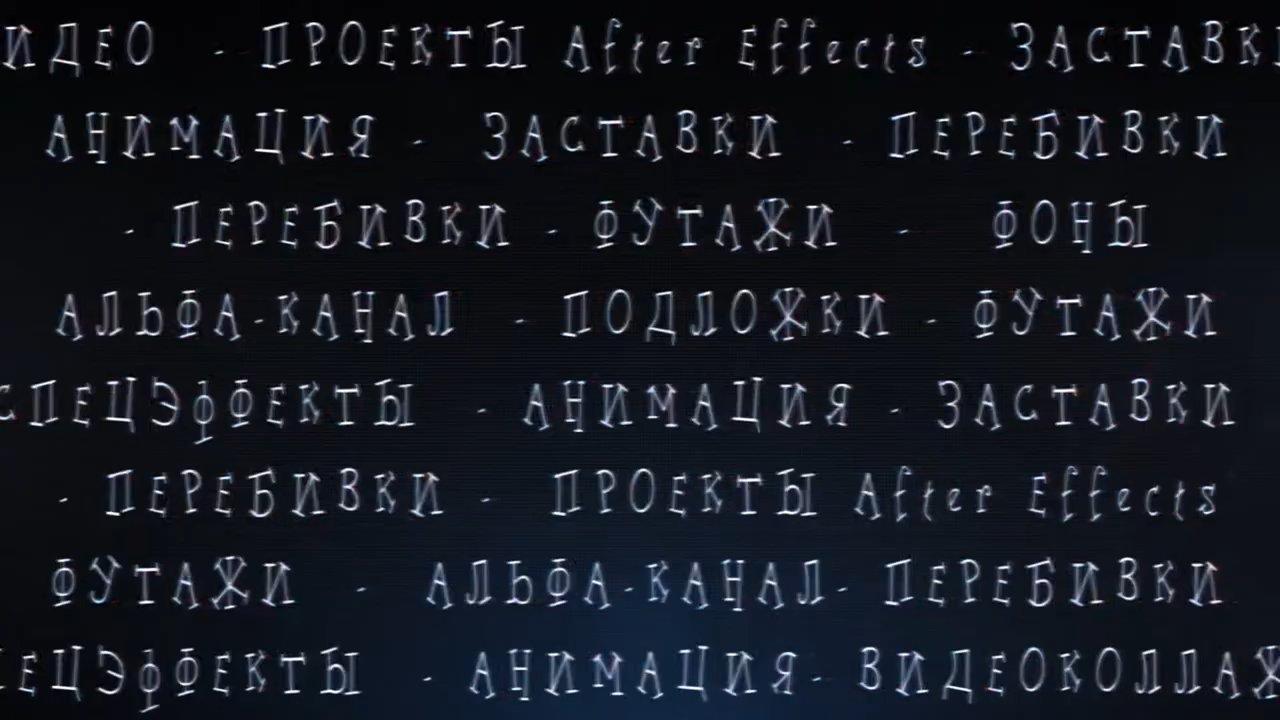 ИДЕО - ПРОЕКТЫ After Effects - ЗАСТАВКИ
АНИМАЦИЯ - ЗАСТАВКИ - ПЕРЕБИВКИ
- ПЕРЕБИВКИ - ФУТАЖИ - ФОНЫ
АЛЬФА-КАНАЛ - ПОДЛОЖКИ - ФУТАЖИ
СПЕЦЭФФЕКТЫ - АНИМАЦИЯ - ЗАСТАВКИ
- ПЕРЕБИВКИ - ПРОЕКТЫ After Effects
ФУТАЖИ - АЛЬФА-КАНАЛ- ПЕРЕБИВКИ
ЕЦЭФФЕКТЫ - АНИМАЦИЯ- ВИДЕОКОЛЛАЖ